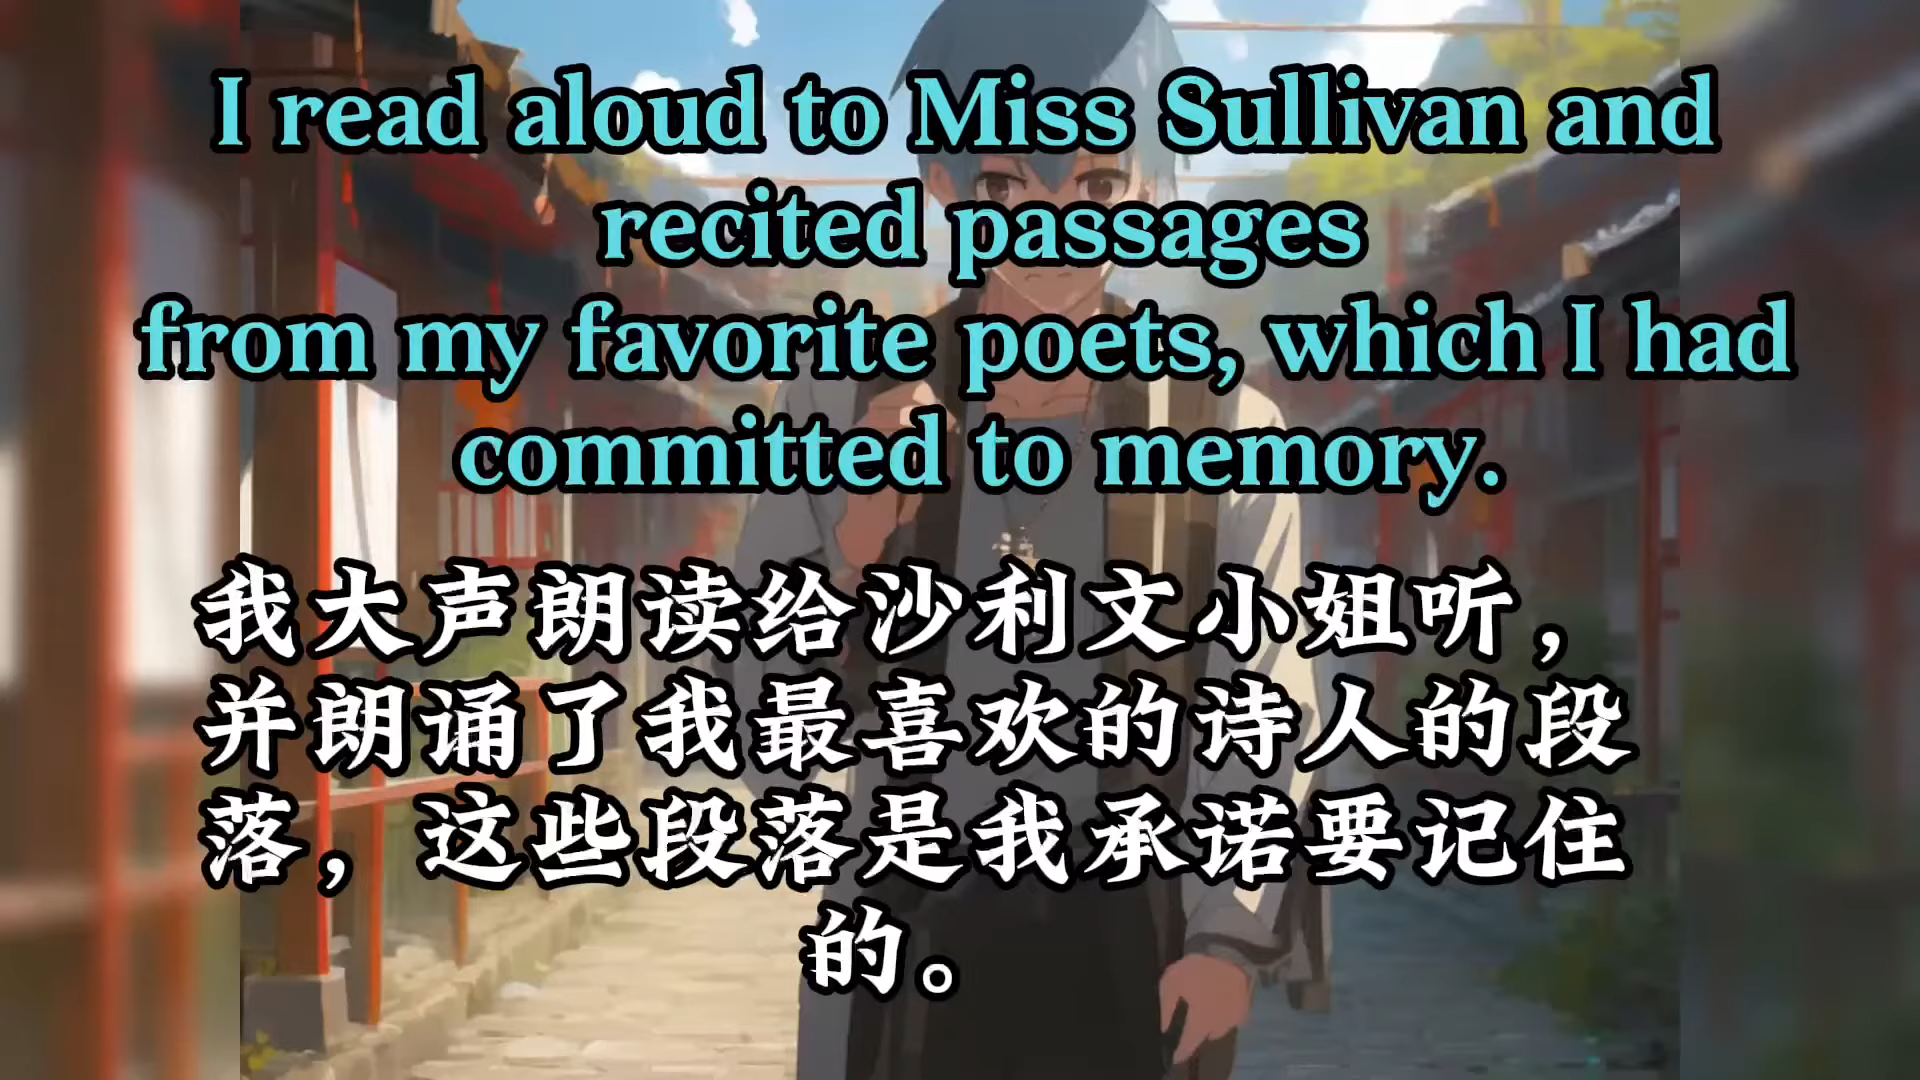 I read aloud to Miss Sullivan and
recited passages
from my favorite poets, which I had
committed to memory.
我大声朗读给沙利文小姐听，
并朗诵了我最喜欢的诗人的段
落，这些段落是我承诺要记住
的。